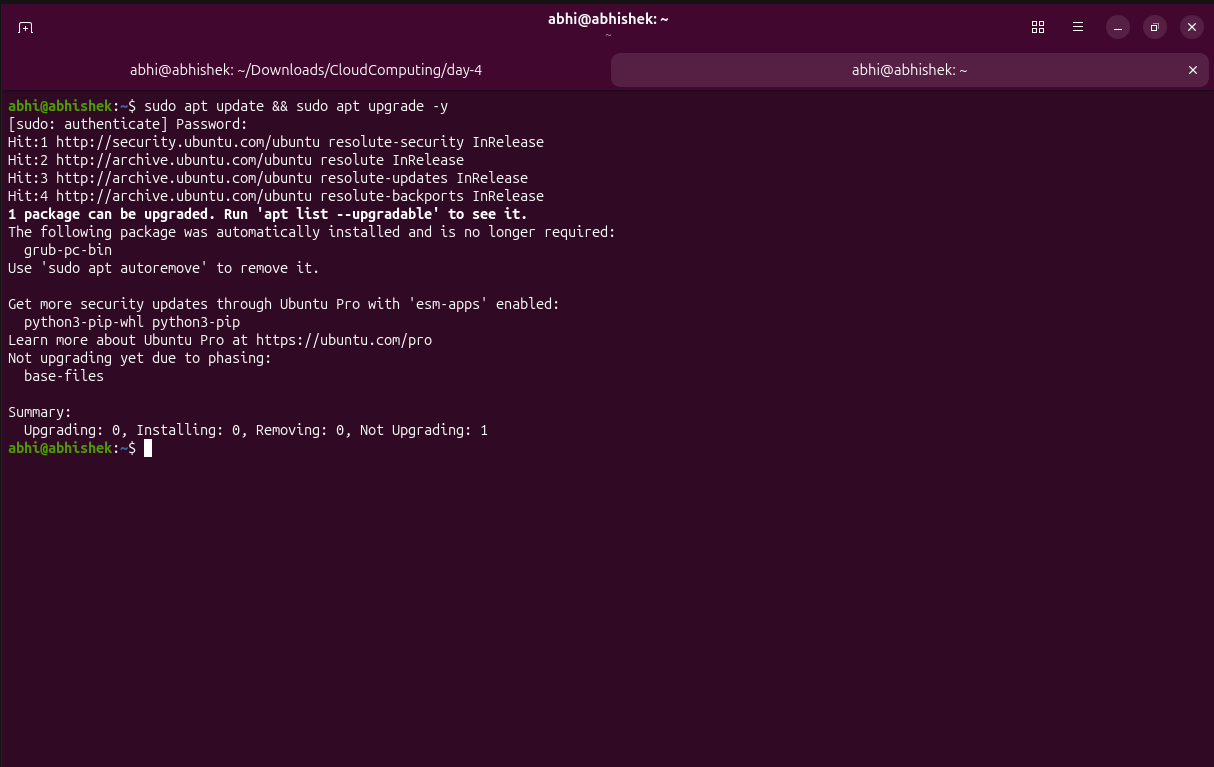 abhi@abhishek: ~
~
abhi@abhishek: ~/Downloads/CloudComputing/day-4
abhi@abhishek: ~
abhi@abhishek:~$ sudo apt update && sudo apt upgrade -y
[sudo: authenticate] Password:
Hit:1 http://security.ubuntu.com/ubuntu resolute-security InRelease
Hit:2 http://archive.ubuntu.com/ubuntu resolute InRelease
Hit:3 http://archive.ubuntu.com/ubuntu resolute-updates InRelease
Hit:4 http://archive.ubuntu.com/ubuntu resolute-backports InRelease
1 package can be upgraded. Run 'apt list --upgradable' to see it.
The following package was automatically installed and is no longer required:
  grub-pc-bin
Use 'sudo apt autoremove' to remove it.

Get more security updates through Ubuntu Pro with 'esm-apps' enabled:
  python3-pip-whl python3-pip
Learn more about Ubuntu Pro at https://ubuntu.com/pro
Not upgrading yet due to phasing:
  base-files

Summary:
  Upgrading: 0, Installing: 0, Removing: 0, Not Upgrading: 1
abhi@abhishek:~$